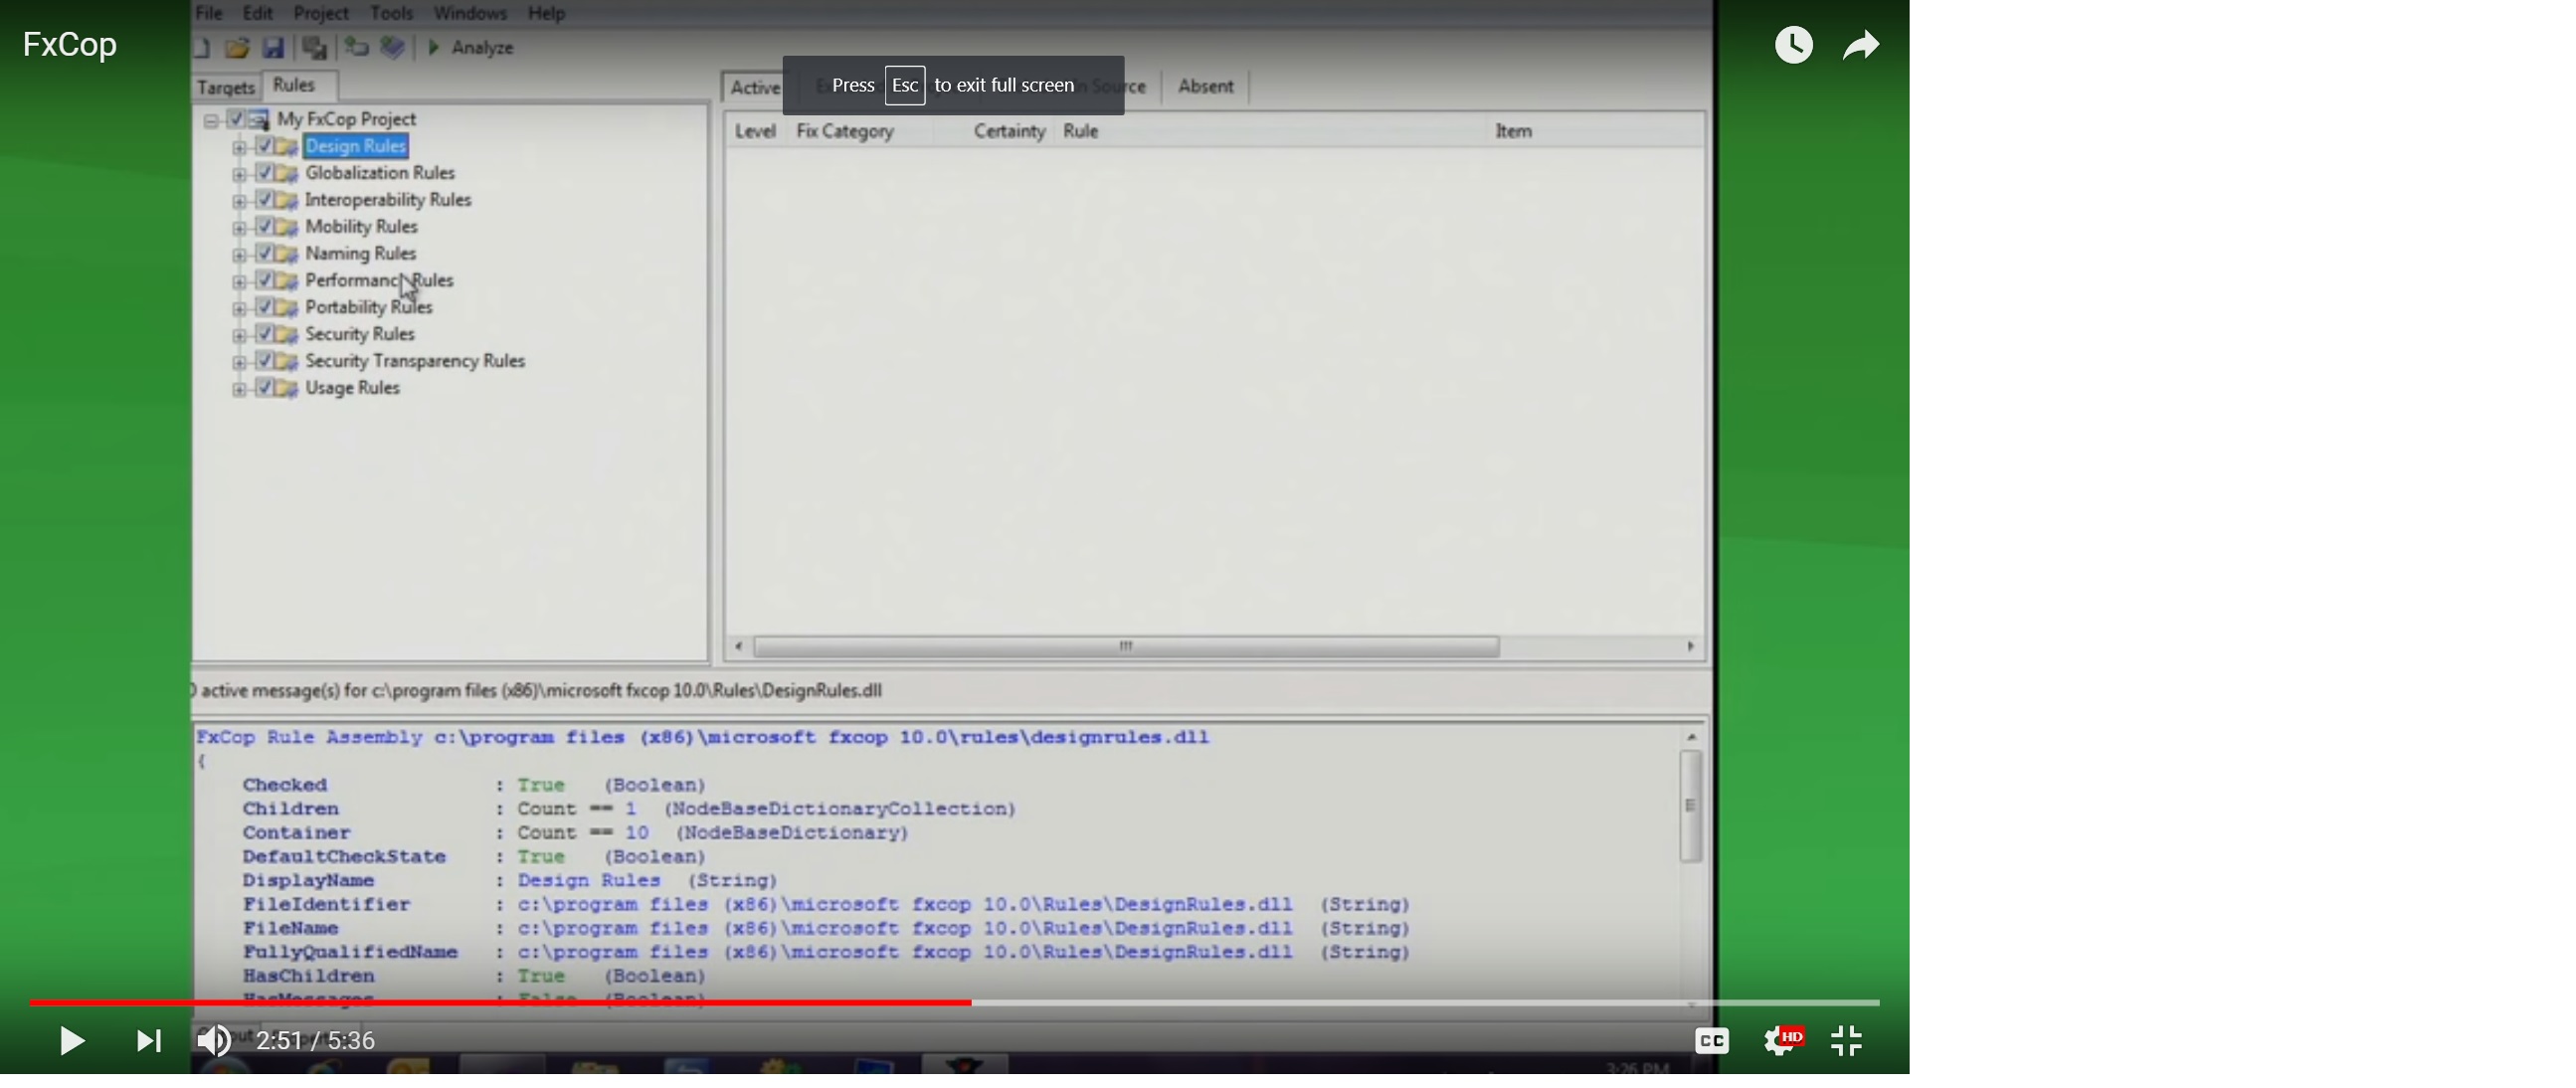 File Edit Project Tools Windows Help
FxCop
Analyze
Press Esc to exit full screen
Targets Rules
Active Source Absent
My FxCop Project
Level Fix Category Certainty Rule Item
Design Rules
Globalization Rules
Interoperability Rules
Mobility Rules
Naming Rules
Performance Rules
Portability Rules
Security Rules
Security Transparency Rules
Usage Rules
active message(s) for c:\program files (x86)\microsoft fxcop 10.0\Rules\DesignRules.dll
FxCop Rule Assembly c:\program files (x86)\microsoft fxcop 10.0\rules\designrules.dll
{
Checked : True (Boolean)
Children : Count == 1 (NodeBaseDictionaryCollection)
Container : Count == 10 (NodeBaseDictionary)
DefaultCheckState : True (Boolean)
DisplayName : Design Rules (String)
FileIdentifier : c:\program files (x86)\microsoft fxcop 10.0\Rules\DesignRules.dll (String)
FileName : c:\program files (x86)\microsoft fxcop 10.0\Rules\DesignRules.dll (String)
FullyQualifiedName : c:\program files (x86)\microsoft fxcop 10.0\Rules\DesignRules.dll (String)
HasChildren : True (Boolean)
HasMessages : False (Boolean)
2:51 / 5:36
CC HD
3:26 PM